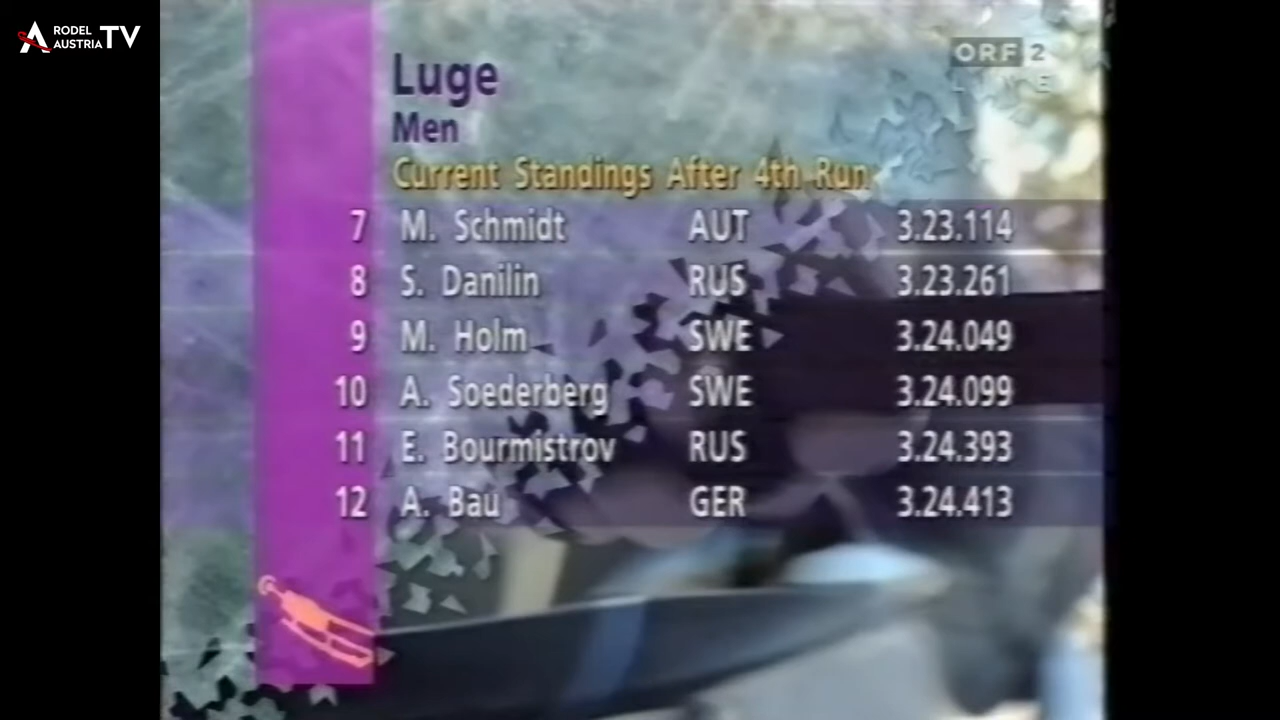 RODEL
AUSTRIA TV
ORF 2
LIVE
Luge
Men
Current Standings After 4th Run
7 M. Schmidt AUT 3.23.114
8 S. Danilin RUS 3.23.261
9 M. Holm SWE 3.24.049
10 A. Soederberg SWE 3.24.099
11 E. Bourmistrov RUS 3.24.393
12 A. Bau GER 3.24.413